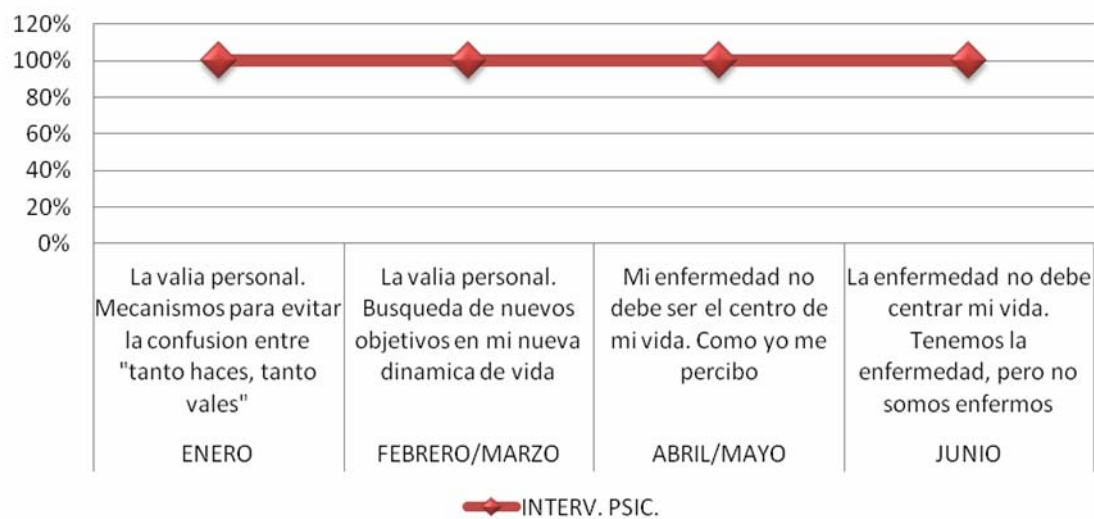 120%
100%
80%
60%
40%
20%
0%
La valia personal.
Mecanismos para evitar
la confusion entre
"tanto haces, tanto
vales"
ENERO
La valia personal.
Busqueda de nuevos
objetivos en mi nueva
dinamica de vida
FEBRERO/MARZO
Mi enfermedad no
debe ser el centro de
mi vida. Como yo me
percibo
ABRIL/MAYO
La enfermedad no debe
centrar mi vida.
Tenemos la
enfermedad, pero no
somos enfermos
JUNIO
INTERV. PSIC.